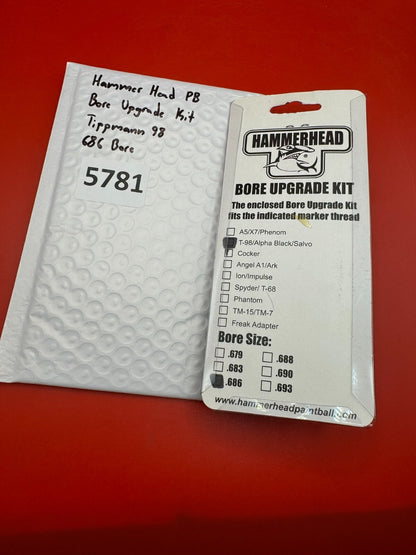 Hammer Head PB
Bore Upgrade Kit
Tippmann 98
686 Bore
5781
HAMMERHEAD
BORE UPGRADE KIT
The enclosed Bore Upgrade Kit
fits the indicated marker thread
A5/X7/Phenom
T-98/Alpha Black/Salvo
Cocker
Angel A1/Ark
Ion/Impulse
Spyder/ T-68
Phantom
TM-15/TM-7
Freak Adapter
Bore Size:
.679 .688
.683 .690
.686 .693
www.hammerheadpaintball.com